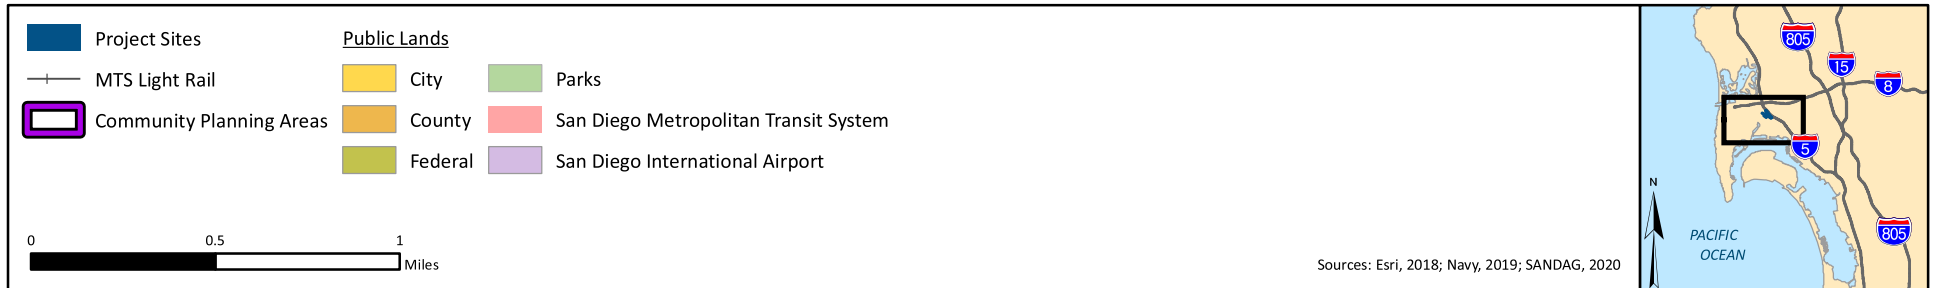 Project Sites
MTS Light Rail
Community Planning Areas
Public Lands
City
County
Federal
Parks
San Diego Metropolitan Transit System
San Diego International Airport
0 0.5 1
Miles
Sources: Esri, 2018; Navy, 2019; SANDAG, 2020
805
15
8
5
N
PACIFIC
OCEAN
805